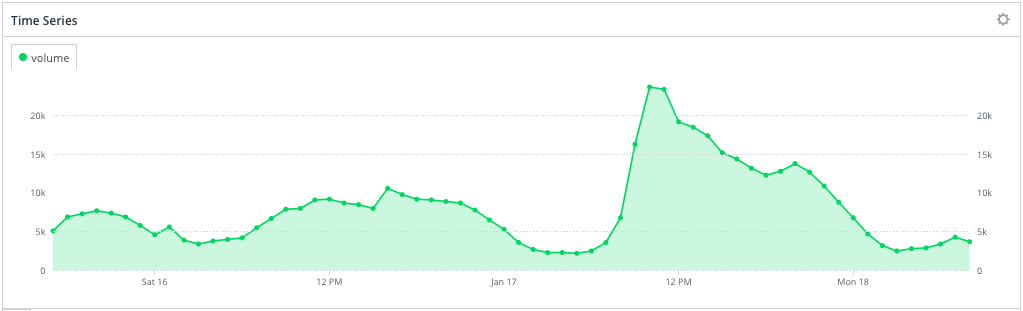 Time Series
volume
20k 20k
15k 15k
10k 10k
5k 5k
0 0
Sat 16 12 PM Jan 17 12 PM Mon 18